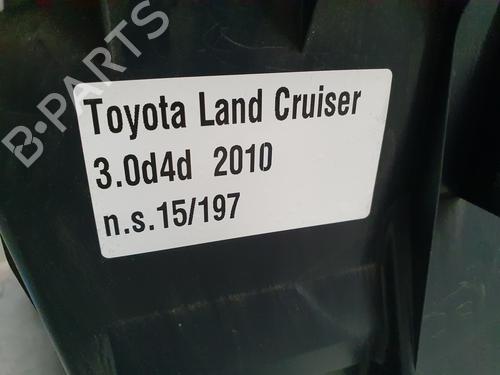 B-PARTS
Toyota Land Cruiser
3.0d4d 2010
n.s.15/197